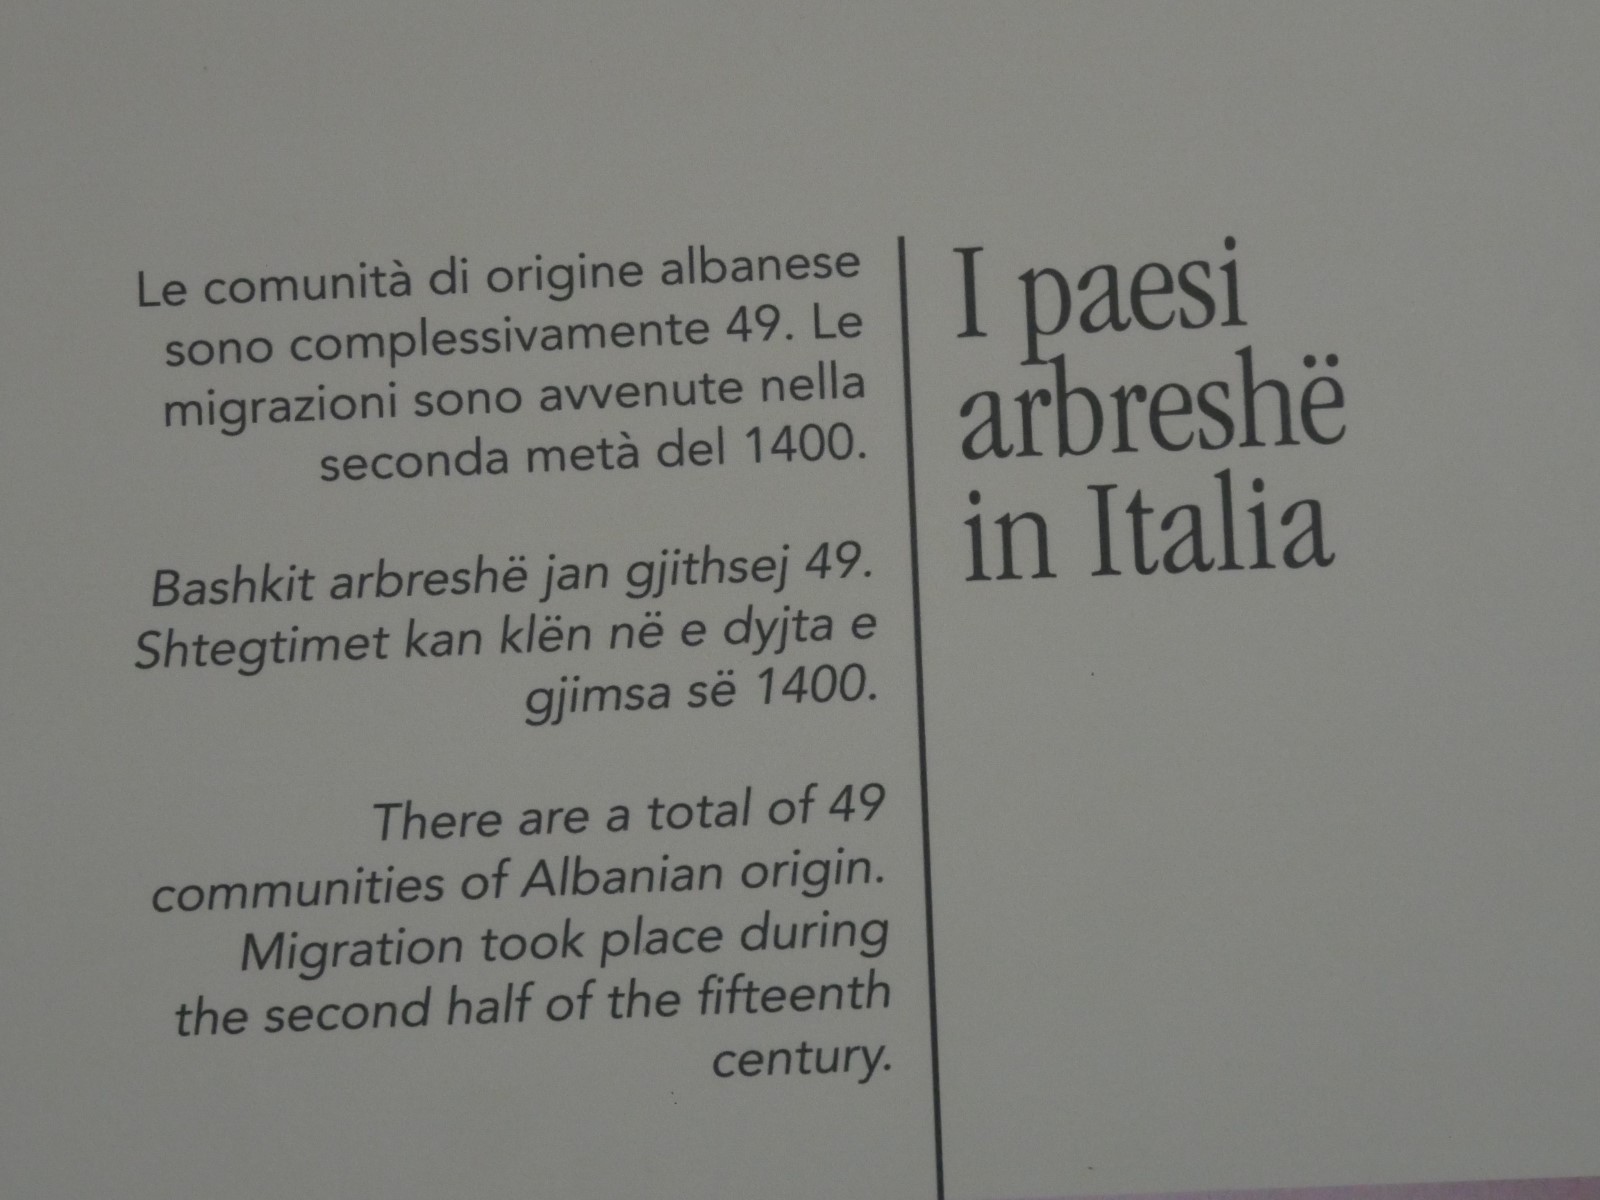 Le comunità di origine albanese
sono complessivamente 49. Le
migrazioni sono avvenute nella
seconda metà del 1400.
Bashkit arbreshë jan gjithsej 49.
Shtegtimet kan klën në e dyjta e
gjimsa së 1400.
There are a total of 49
communities of Albanian origin.
Migration took place during
the second half of the fifteenth
century.
I paesi
arbreshë
in Italia